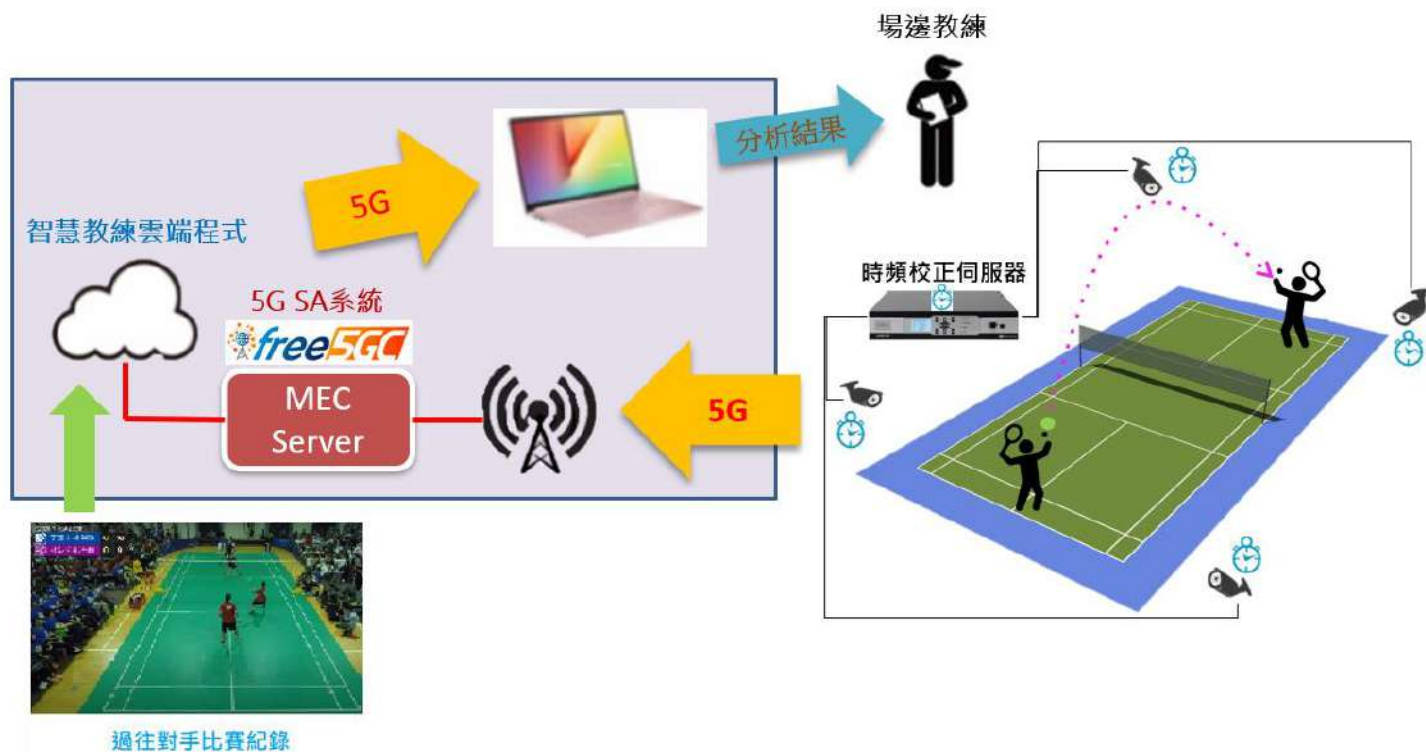 場邊教練
分析結果
5G
智慧教練雲端程式
5G SA系統
free5GC
MEC
Server
5G
時頻校正伺服器
過往對手比賽紀錄